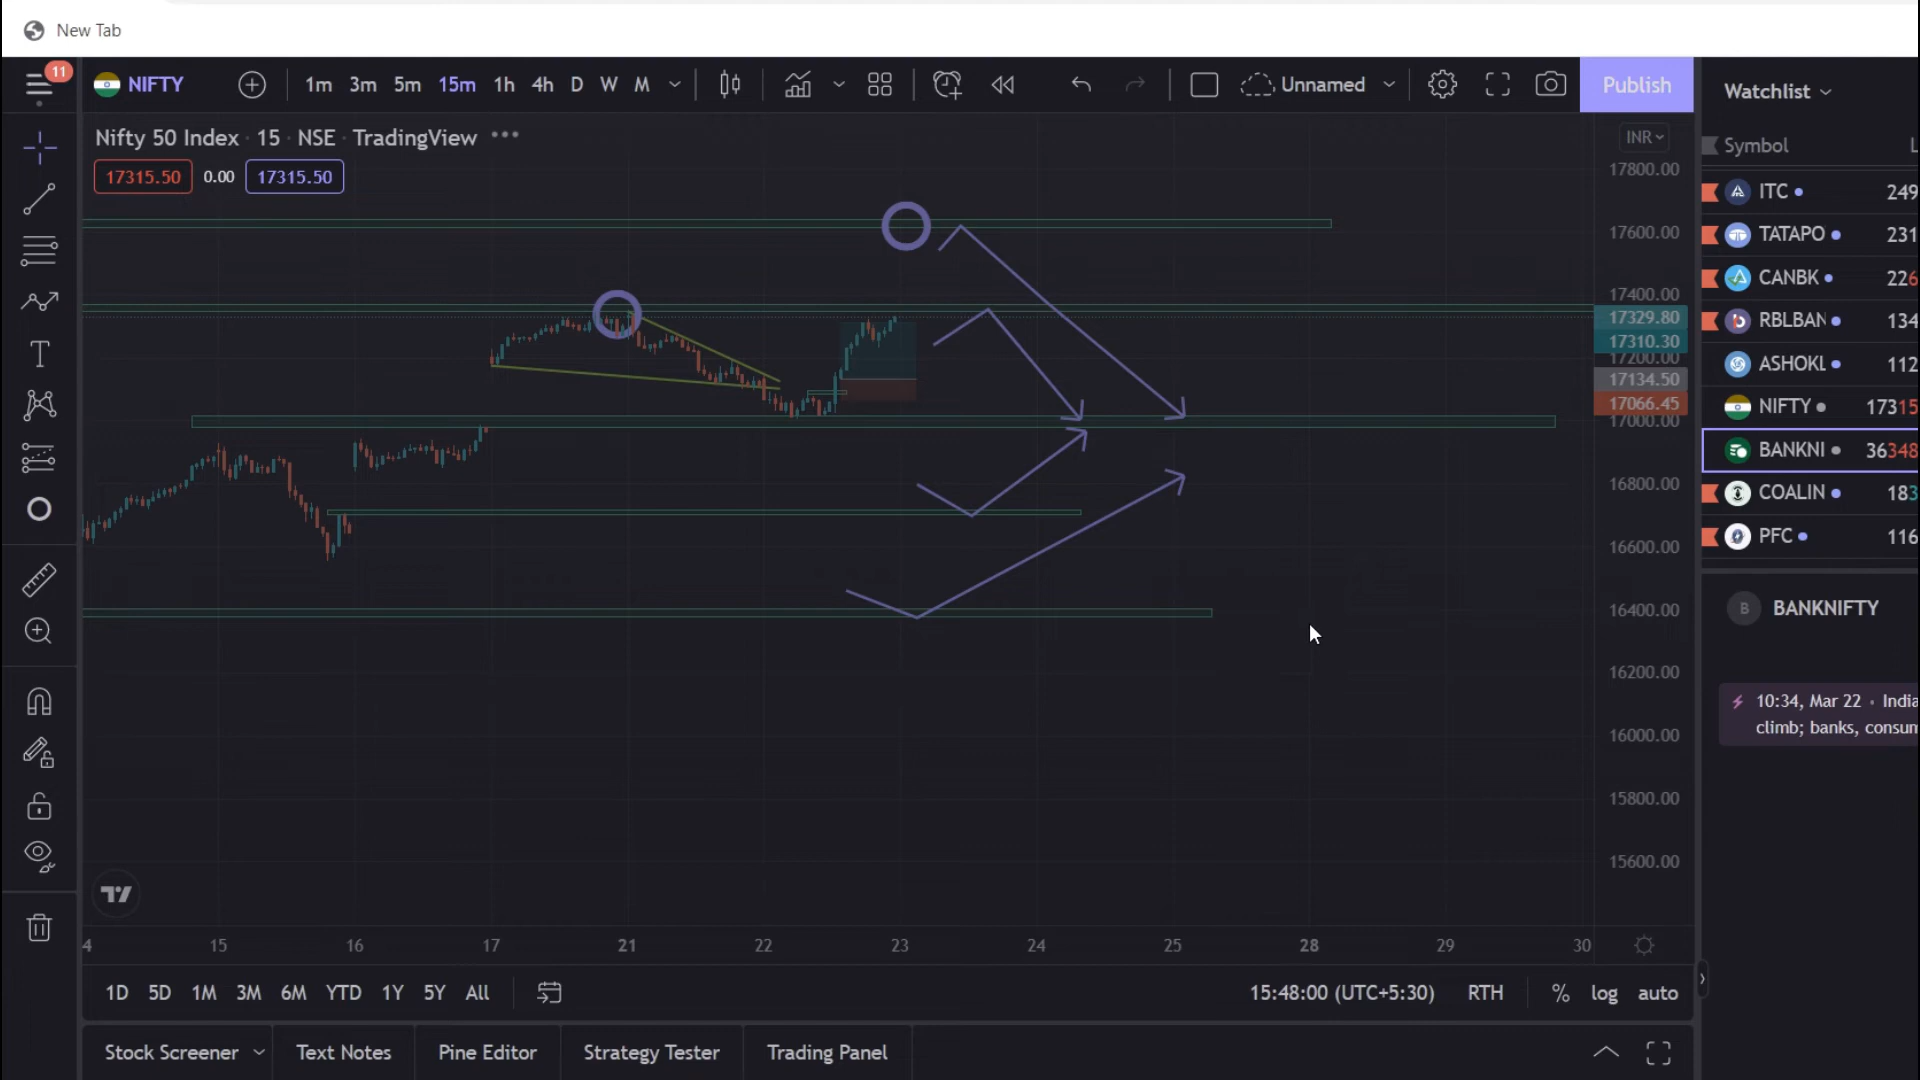 New Tab
11
NIFTY
1m 3m 5m 15m 1h 4h D W M
Unnamed
Publish
Watchlist
Nifty 50 Index · 15 · NSE · TradingView
INR
17315.50 0.00 17315.50
Symbol L
17800.00
17600.00
17400.00
17329.80
17310.30
17200.00
17134.50
17066.45
17000.00
16800.00
16600.00
16400.00
16200.00
16000.00
15800.00
15600.00
ITC 249
TATAPO 231
CANBK 226
RBLBAN 134
ASHOKL 112
NIFTY 17315
BANKNI 36348
COALIN 183
PFC 116
B BANKNIFTY
10:34, Mar 22 · India
climb; banks, consum
4 15 16 17 21 22 23 24 25 28 29 30
1D 5D 1M 3M 6M YTD 1Y 5Y All
15:48:00 (UTC+5:30) RTH % log auto
Stock Screener Text Notes Pine Editor Strategy Tester Trading Panel